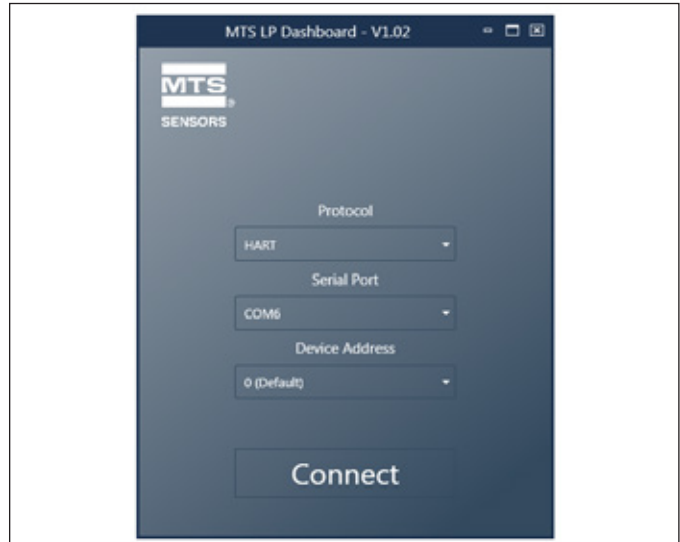 MTS LP Dashboard - V1.02
MTS®
SENSORS
Protocol
HART
Serial Port
COM6
Device Address
0 (Default)
Connect